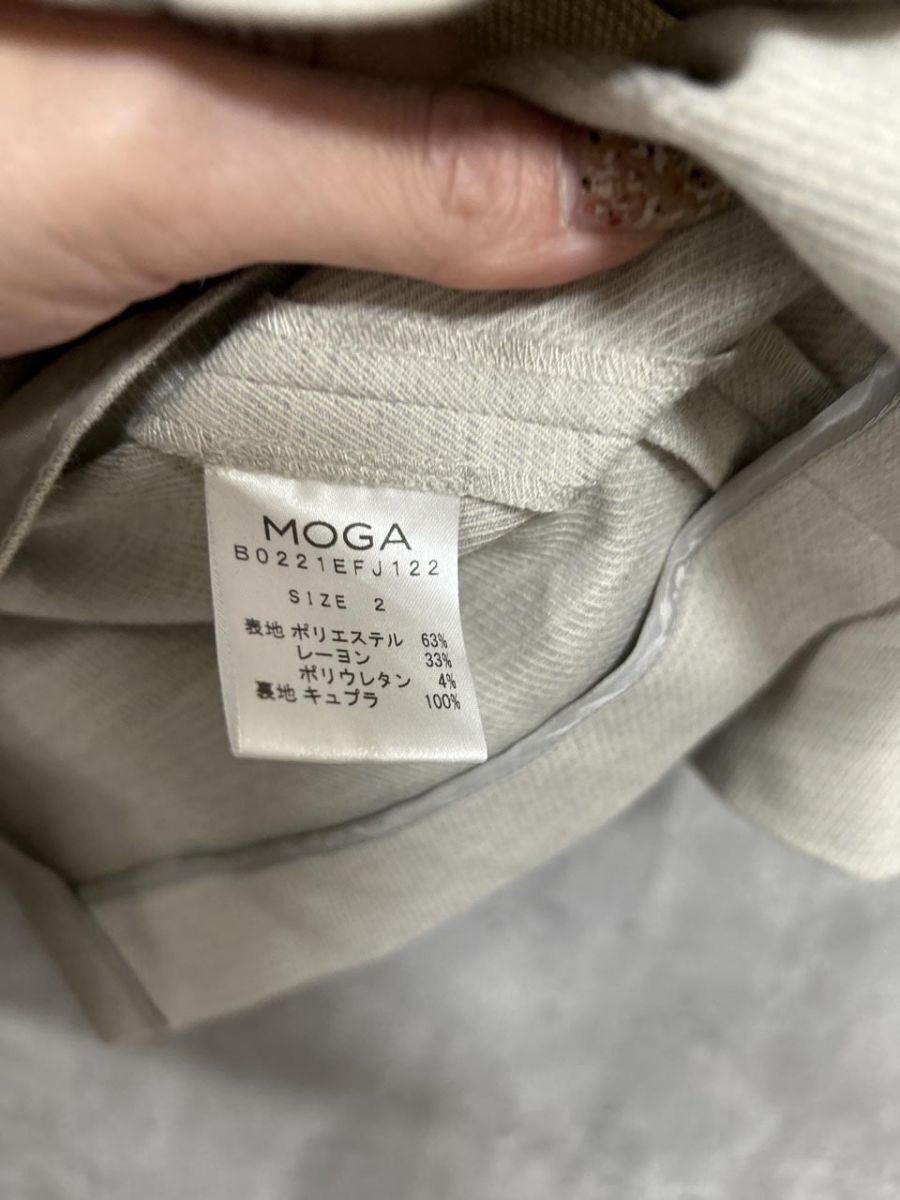 MOGA
B0221EFJ122
SIZE 2
表地 ポリエステル 63%
レーヨン 33%
ポリウレタン 4%
裏地 キュプラ 100%